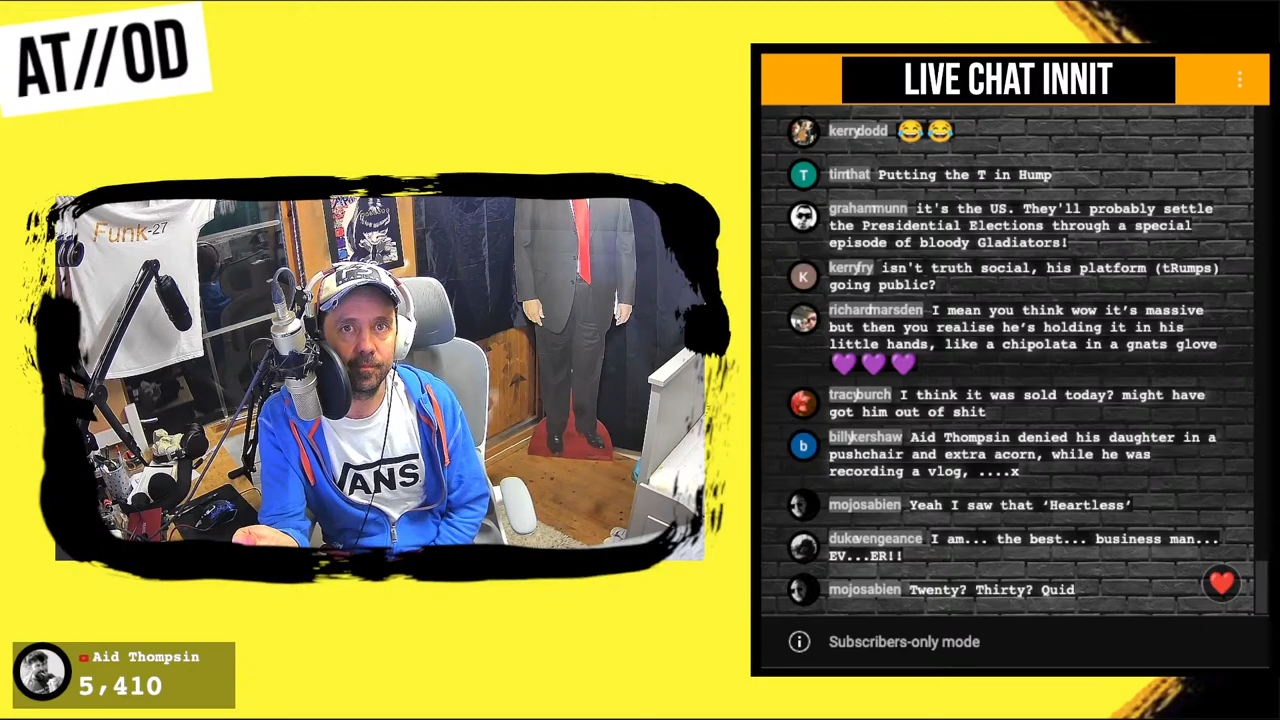 AT//OD
LIVE CHAT INNIT
kerrydodd 😂😂
T timthat Putting the T in Hump
grahammunn it's the US. They'll probably settle
the Presidential Elections through a special
episode of bloody Gladiators!
K kerryfry isn't truth social, his platform (tRumps)
going public?
richardmarsden I mean you think wow it’s massive
but then you realise he’s holding it in his
little hands, like a chipolata in a gnats glove
💜💜💜
tracyburch I think it was sold today? might have
got him out of shit
b billykershaw Aid Thompsin denied his daughter in a
pushchair and extra acorn, while he was
recording a vlog, ....x
mojosabien Yeah I saw that ‘Heartless’
dukevengeance I am... the best... business man...
EV...ER!!
mojosabien Twenty? Thirty? Quid
Subscribers-only mode
Funk-27
VANS
Aid Thompsin
5,410